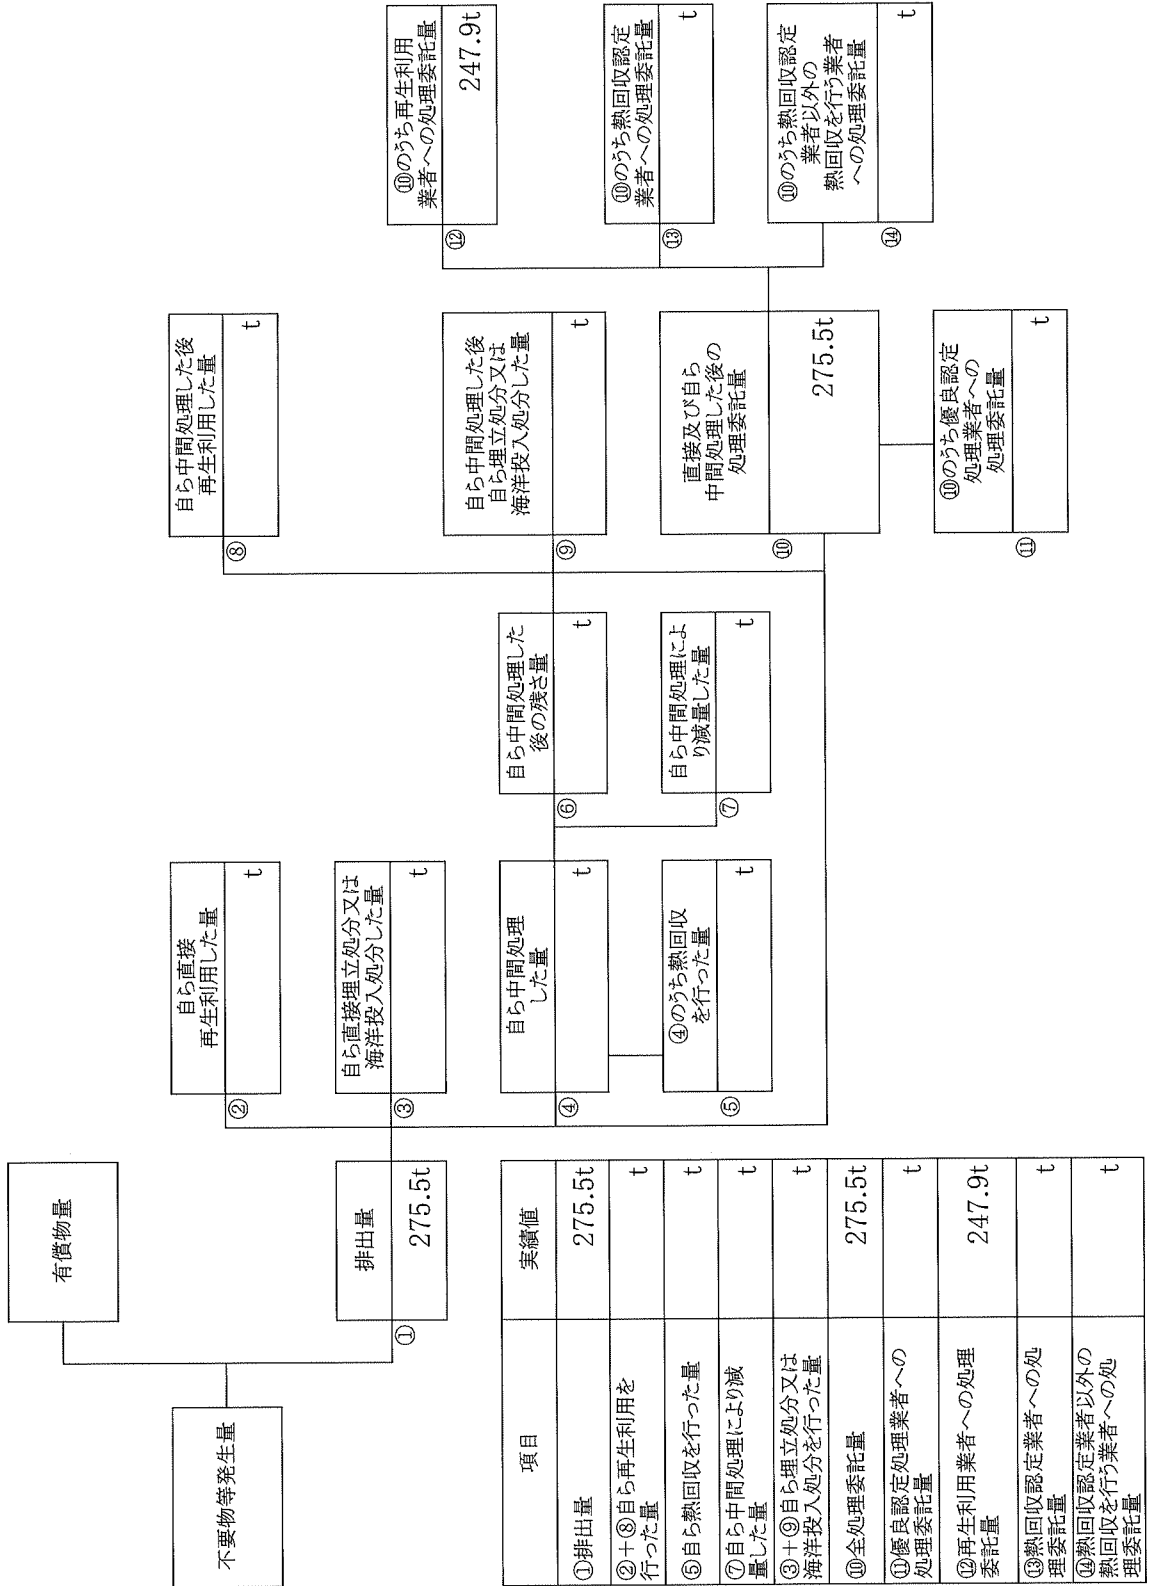 不要物等発生量
有償物量
排出量
①
275.5t
自ら直接
再生利用した量
②
t
自ら直接埋立処分又は
海洋投入処分した量
③
t
自ら中間処理
した量
④
t
④のうち熱回収
を行った量
⑤
t
自ら中間処理した
後の残さ量
⑥
t
自ら中間処理によ
り減量した量
⑦
t
自ら中間処理した後
再生利用した量
⑧
t
自ら中間処理した後
自ら埋立処分又は
海洋投入処分した量
⑨
t
直接及び自ら
中間処理した後の
処理委託量
⑩
275.5t
⑩のうち優良認定
処理業者への
処理委託量
⑪
t
⑩のうち再生利用
業者への処理委託量
⑫
247.9t
⑩のうち熱回収認定
業者への処理委託量
⑬
t
⑩のうち熱回収認定
業者以外の
熱回収を行う業者
への処理委託量
⑭
t
項目 実績値
①排出量 275.5t
②+⑧自ら再生利用を
行った量 t
⑤自ら熱回収を行った量 t
⑦自ら中間処理により減
量した量 t
③+⑨自ら埋立処分又は
海洋投入処分を行った量 t
⑩全処理委託量 275.5t
⑪優良認定処理業者への
処理委託量 t
⑫再生利用業者への処理
委託量 247.9t
⑬熱回収認定業者への処
理委託量 t
⑭熱回収認定業者以外の
熱回収を行う業者への処
理委託量 t